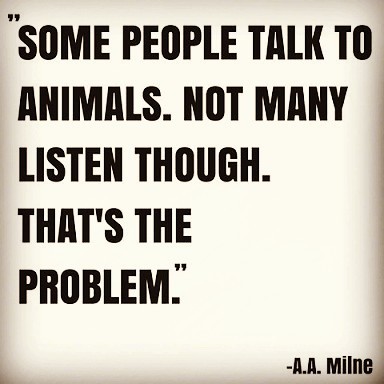 "SOME PEOPLE TALK TO
ANIMALS. NOT MANY
LISTEN THOUGH.
THAT'S THE
PROBLEM."
-A.A. Milne